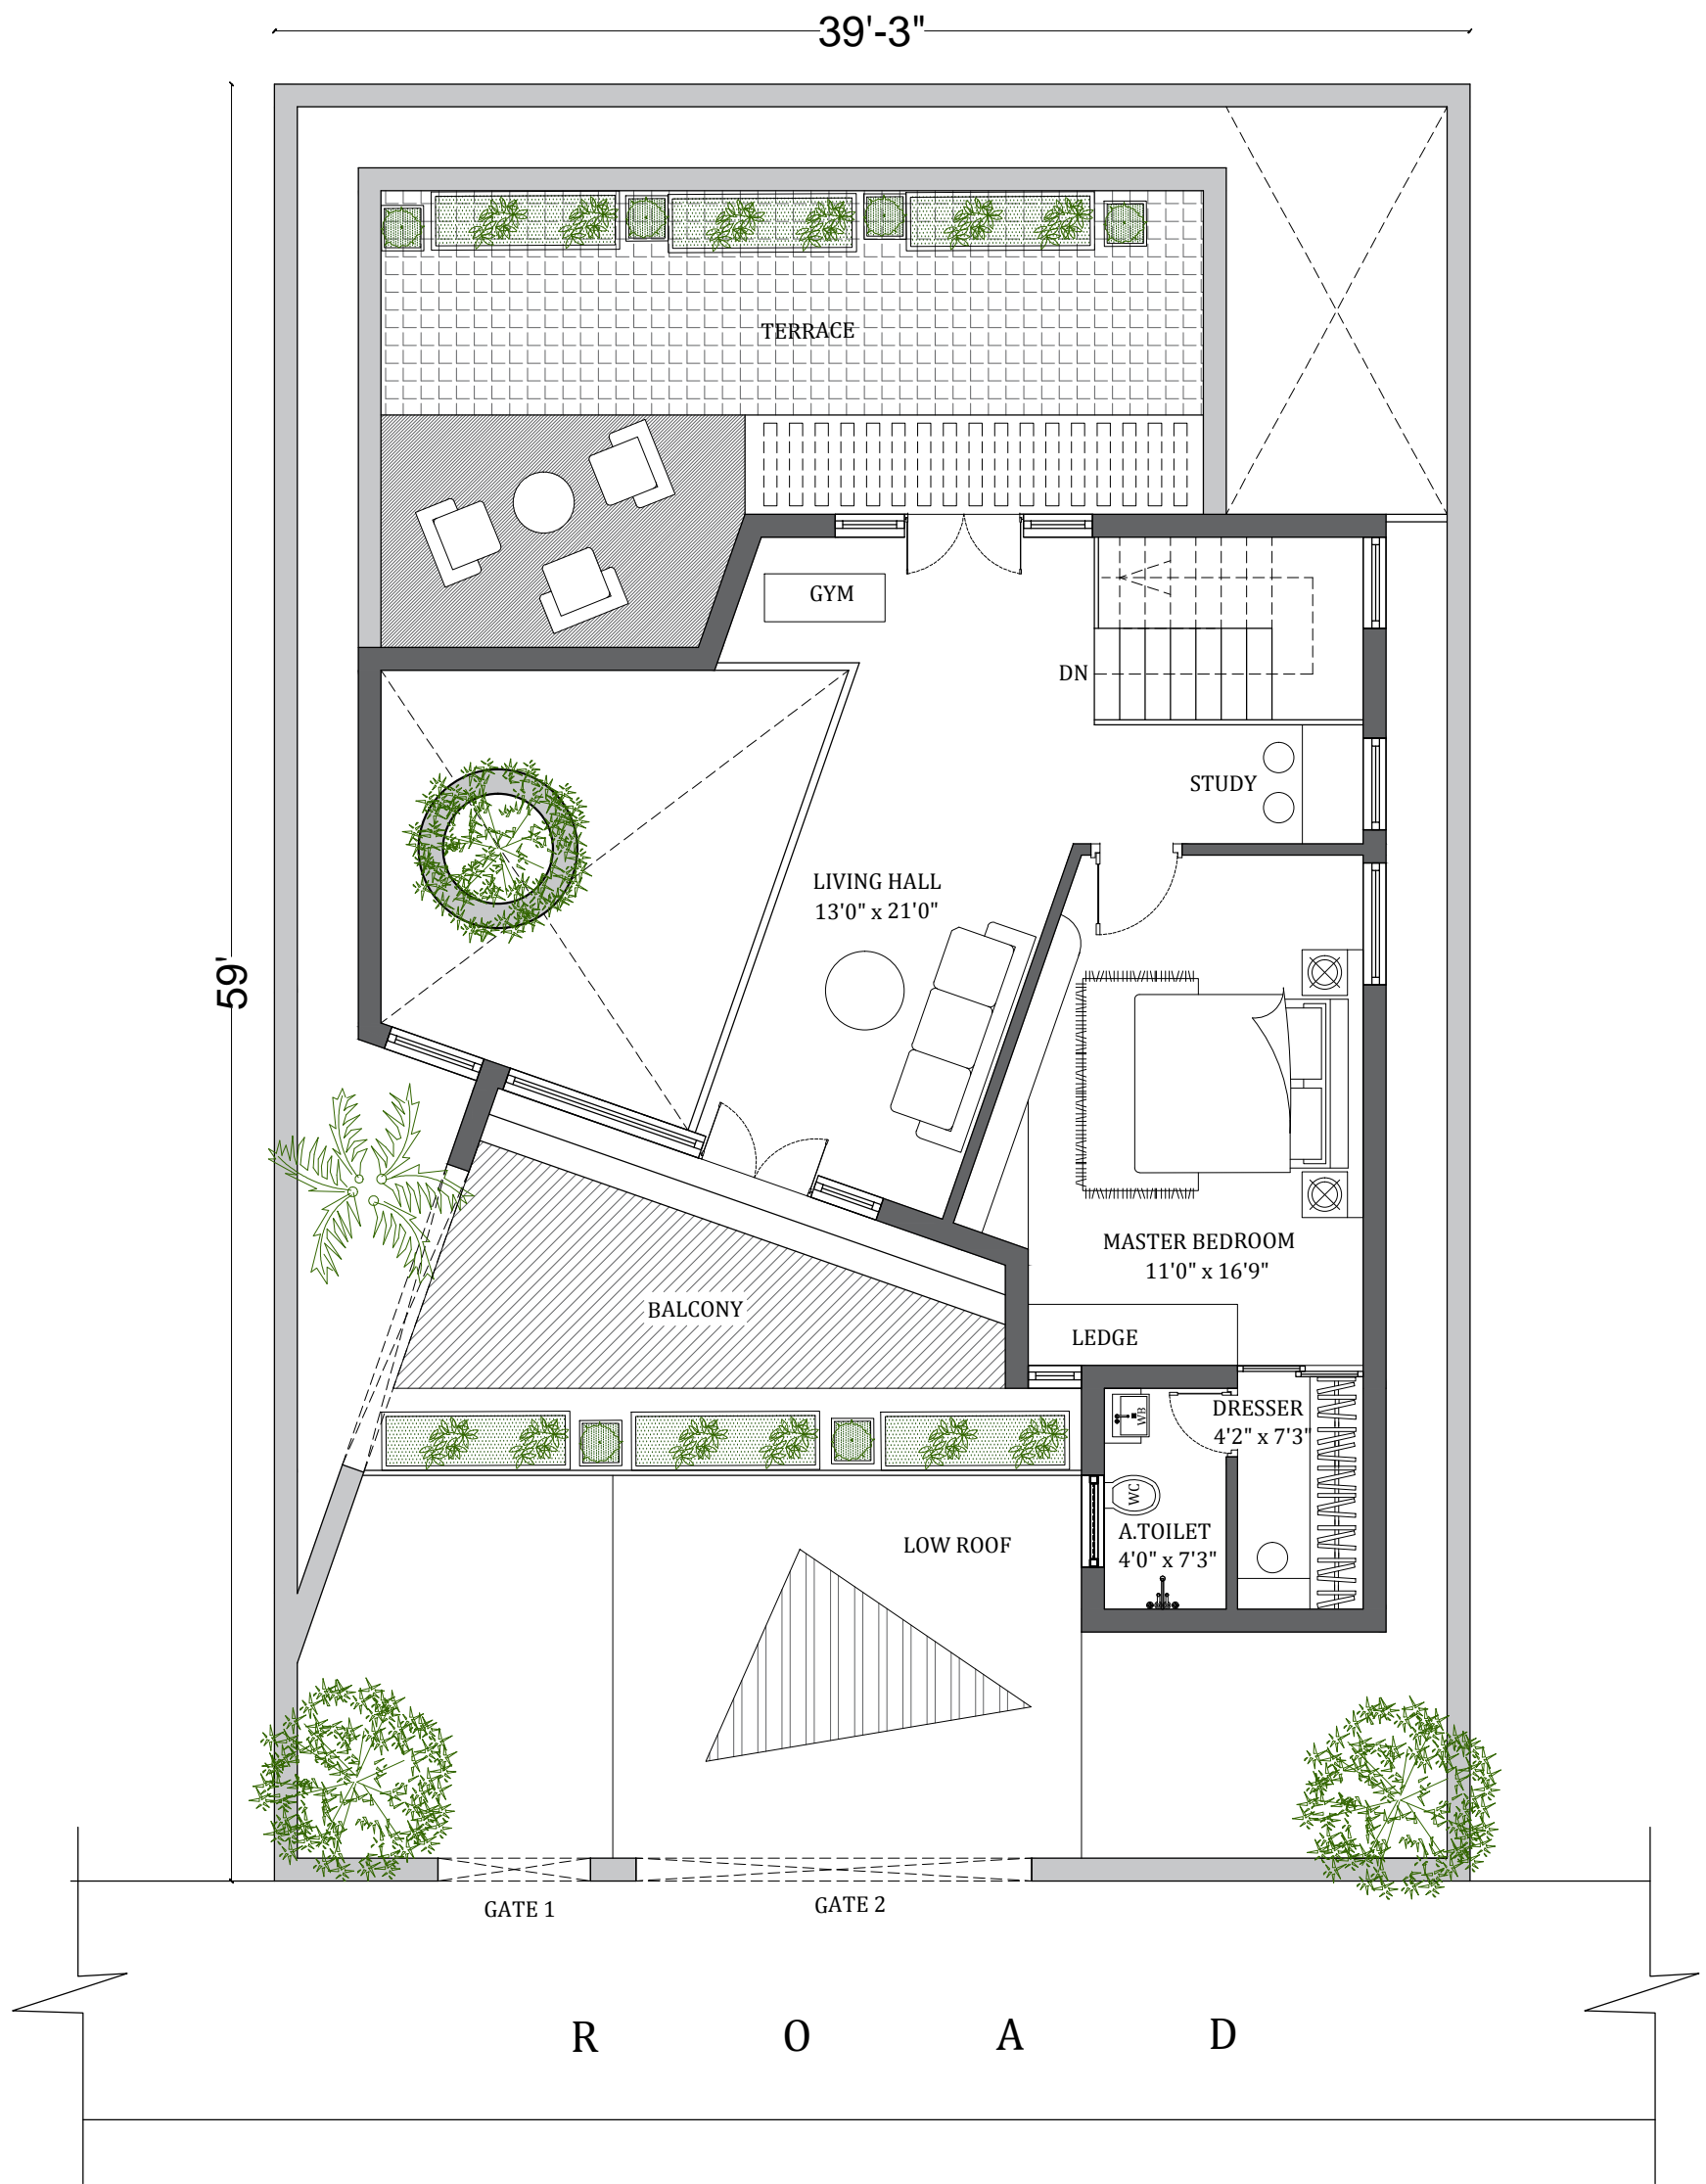 39'-3"
TERRACE
GYM
DN
STUDY
LIVING HALL
13'0" x 21'0"
59'
MASTER BEDROOM
11'0" x 16'9"
BALCONY
LEDGE
WB
DRESSER
4'2" x 7'3"
WC
A.TOILET
4'0" x 7'3"
LOW ROOF
GATE 1
GATE 2
R O A D